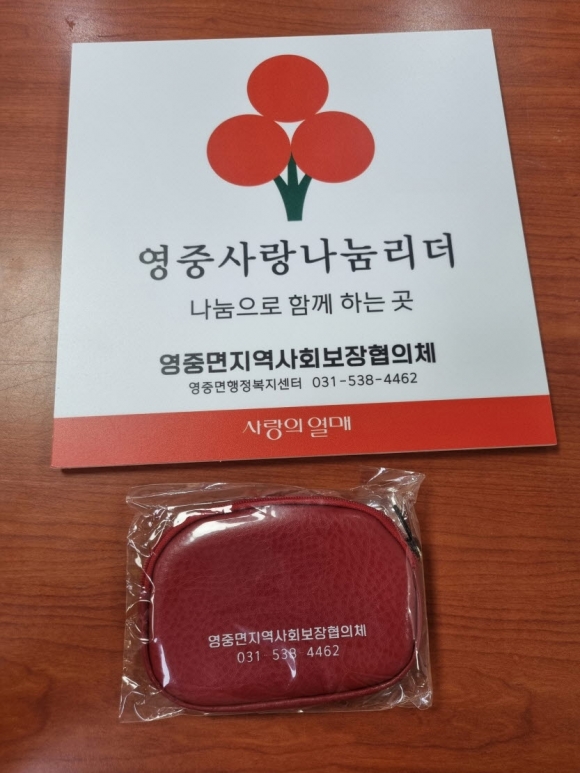 영중사랑나눔리더
나눔으로 함께 하는 곳
영중면지역사회보장협의체
영중면행정복지센터 031-538-4462
사랑의열매
영중면지역사회보장협의체
031-538-4462